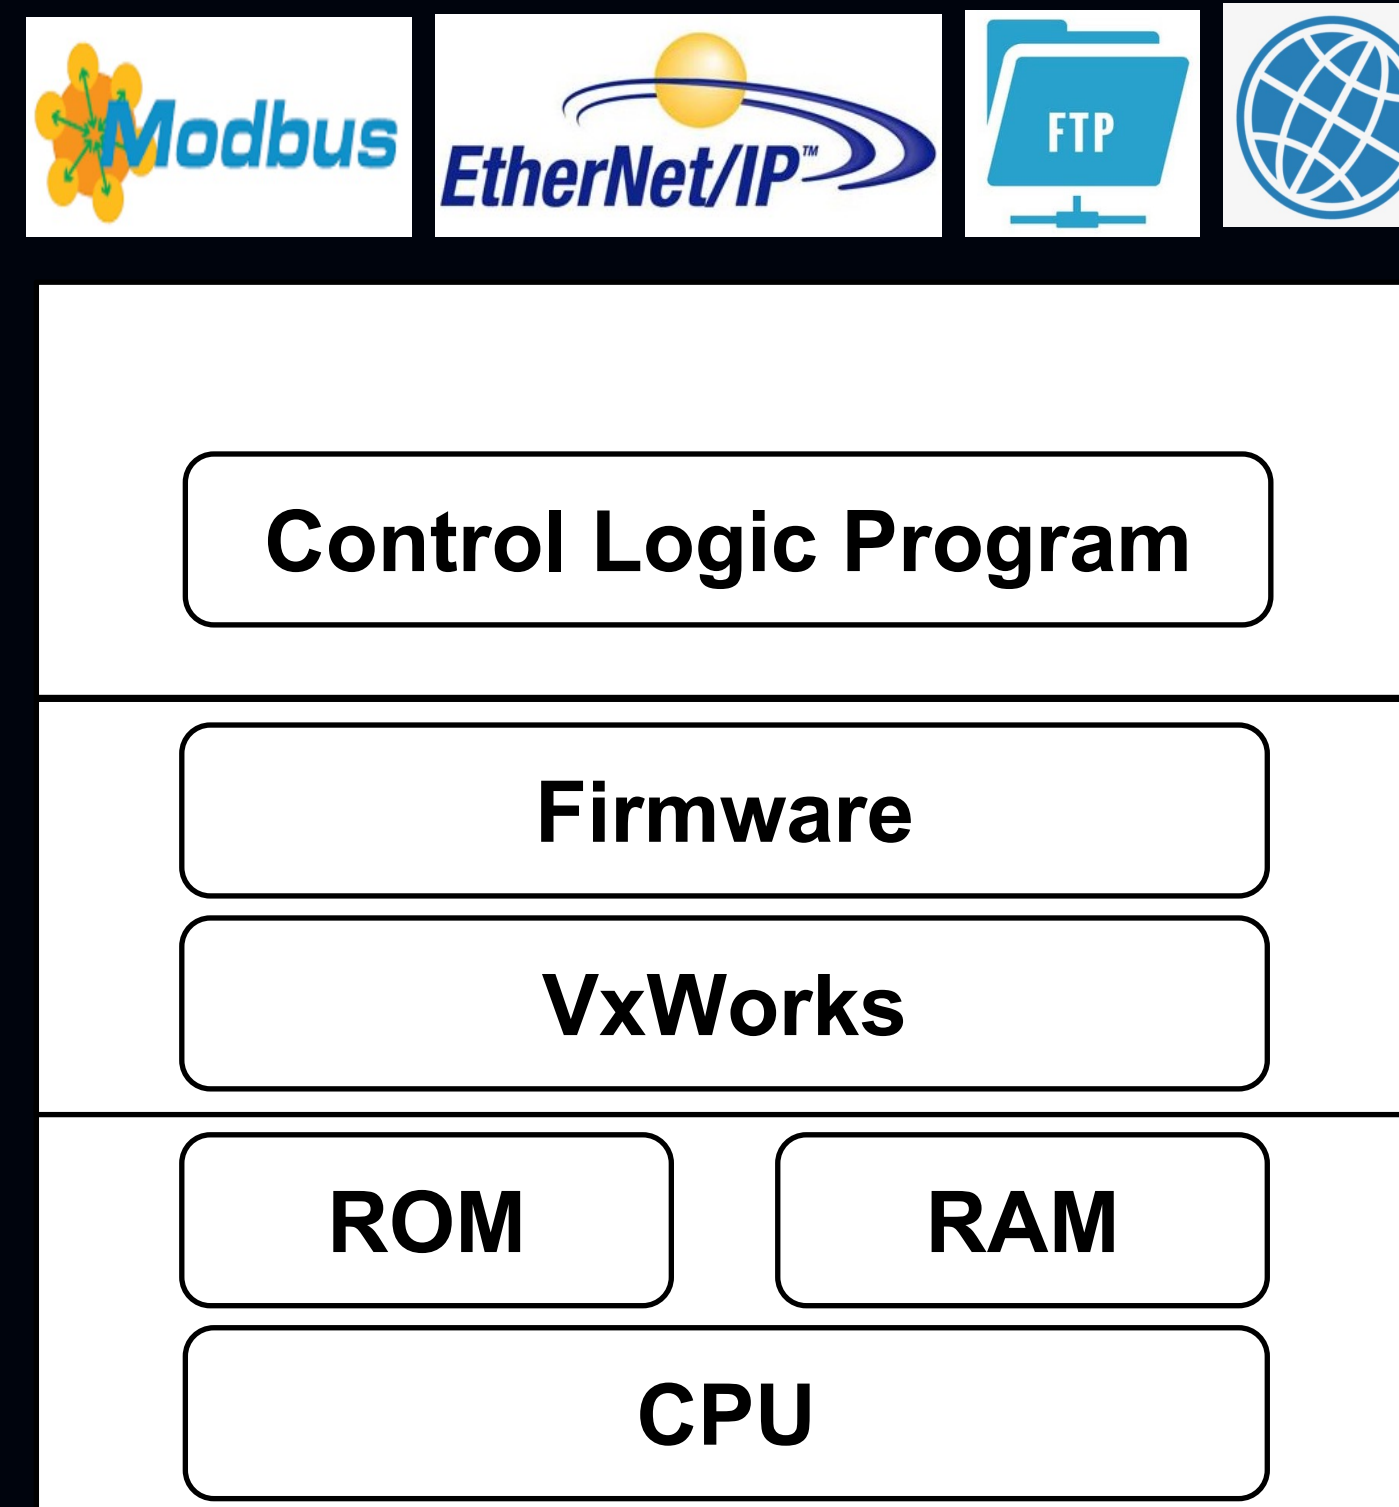 Modbus
EtherNet/IP™
FTP
Control Logic Program
Firmware
VxWorks
ROM
RAM
CPU